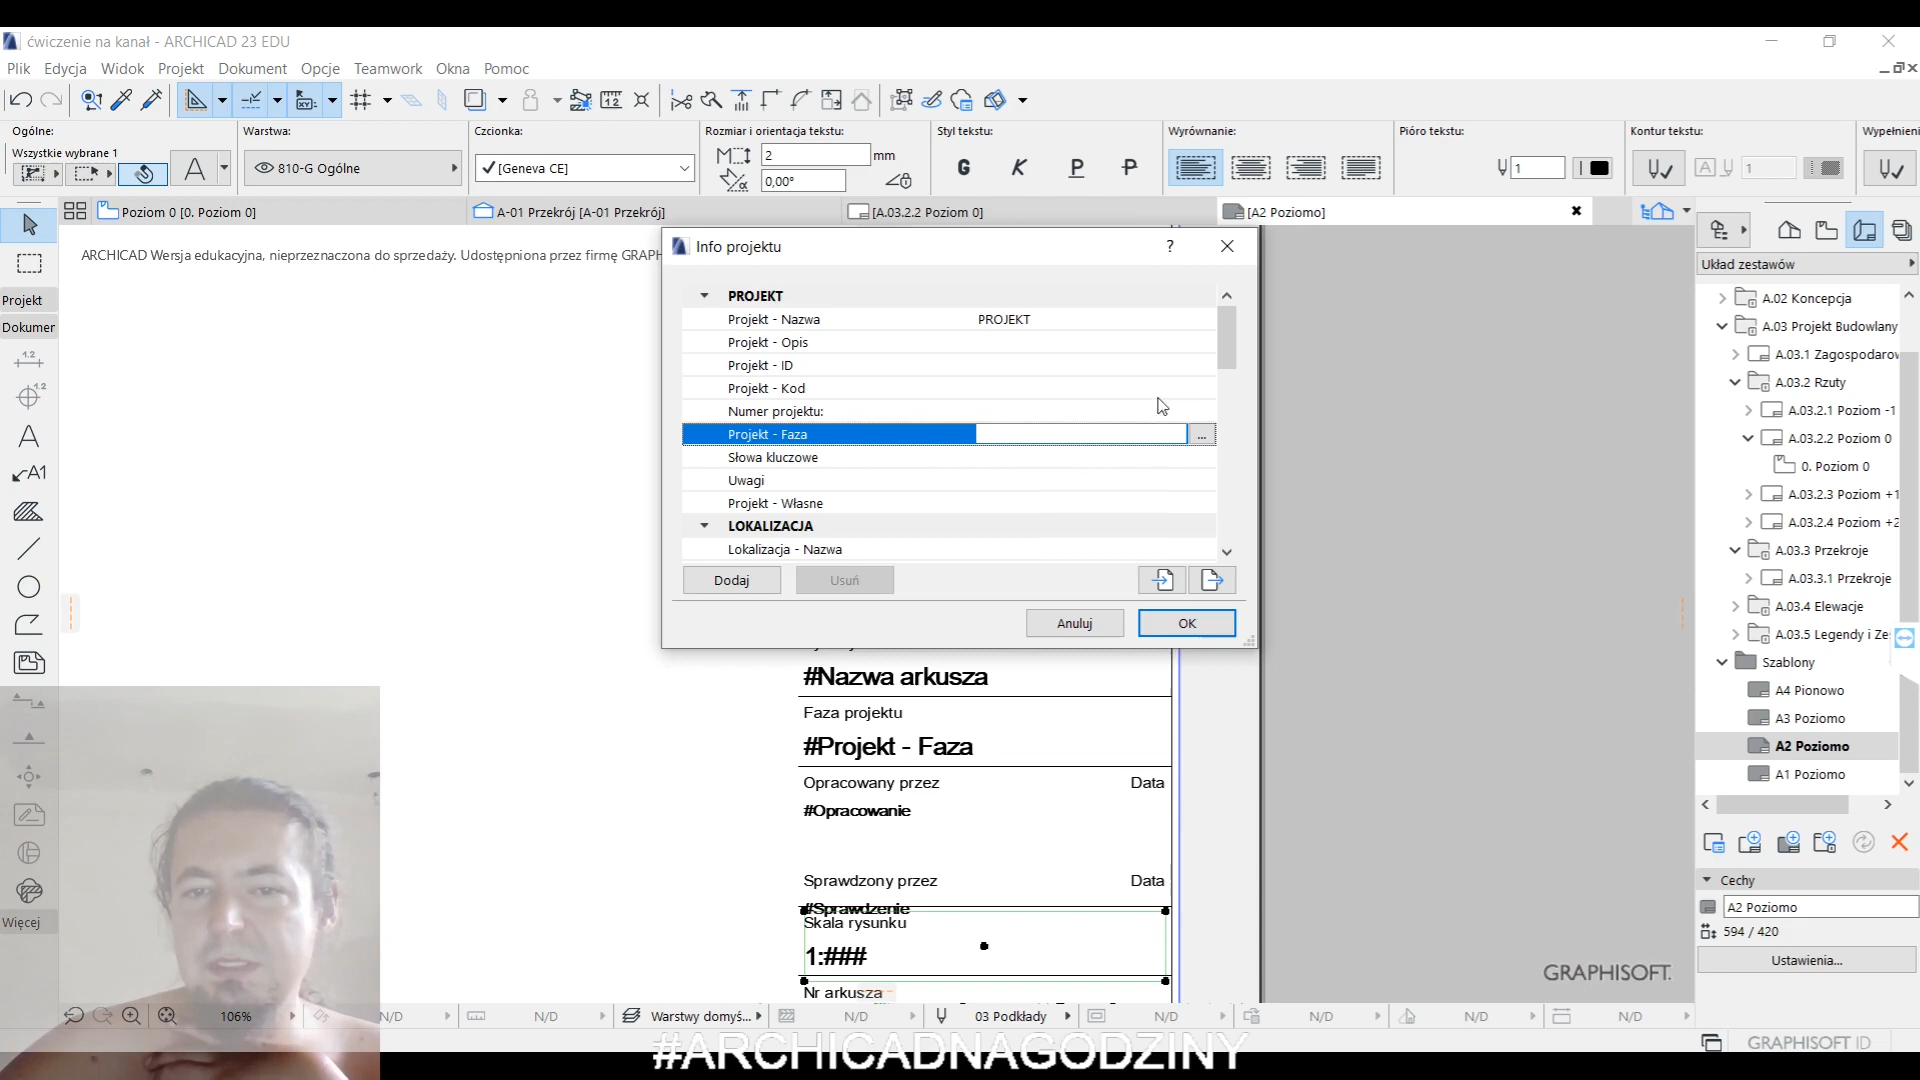 ćwiczenie na kanał - ARCHICAD 23 EDU
Plik Edycja Widok Projekt Dokument Opcje Teamwork Okna Pomoc
Ogólne: Warstwa: Czcionka: Rozmiar i orientacja tekstu: Styl tekstu: Wyrównanie: Pióro tekstu: Kontur tekstu: Wypełnieni
Wszystkie wybrane 1
810-G Ogólne
[Geneva CE]
2 mm
0,00°
G K P P
1
1
Poziom 0 [0. Poziom 0] A-01 Przekrój [A-01 Przekrój] [A.03.2.2 Poziom 0] [A2 Poziomo]
ARCHICAD Wersja edukacyjna, nieprzeznaczona do sprzedaży. Udostępniona przez firmę GRAPH
Projekt
Dokumer
1.2
1.2
A
A1
Więcej
Info projektu ?
PROJEKT
Projekt - Nazwa PROJEKT
Projekt - Opis
Projekt - ID
Projekt - Kod
Numer projektu:
Projekt - Faza ...
Słowa kluczowe
Uwagi
Projekt - Własne
LOKALIZACJA
Lokalizacja - Nazwa
Dodaj Usuń
Anuluj OK
#Nazwa arkusza
Faza projektu
#Projekt - Faza
Opracowany przez Data
#Opracowanie
Sprawdzony przez Data
#Sprawdzenie
Skala rysunku
1:###
Nr arkusza
Układ zestawów
A.02 Koncepcja
A.03 Projekt Budowlany
A.03.1 Zagospodarow
A.03.2 Rzuty
A.03.2.1 Poziom -1
A.03.2.2 Poziom 0
0. Poziom 0
A.03.2.3 Poziom +1
A.03.2.4 Poziom +2
A.03.3 Przekroje
A.03.3.1 Przekroje
A.03.4 Elewacje
A.03.5 Legendy i Ze
Szablony
A4 Pionowo
A3 Poziomo
A2 Poziomo
A1 Poziomo
Cechy
A2 Poziomo
594 / 420
Ustawienia...
GRAPHISOFT.
106% N/D N/D Warstwy domyś... N/D 03 Podkłady N/D N/D N/D N/D
#ARCHICADNAGODZINY
GRAPHISOFT ID